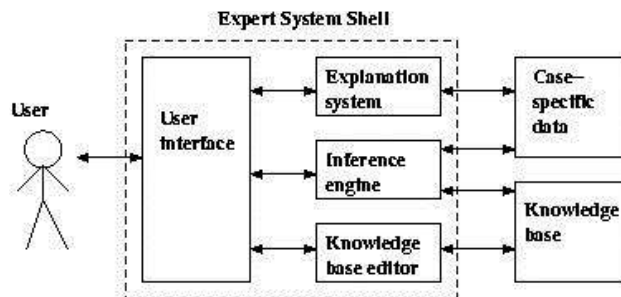 Expert System Shell
User
User
interface
Explanation
system
Inference
engine
Knowledge
base editor
Case–
specific
data
Knowledge
base